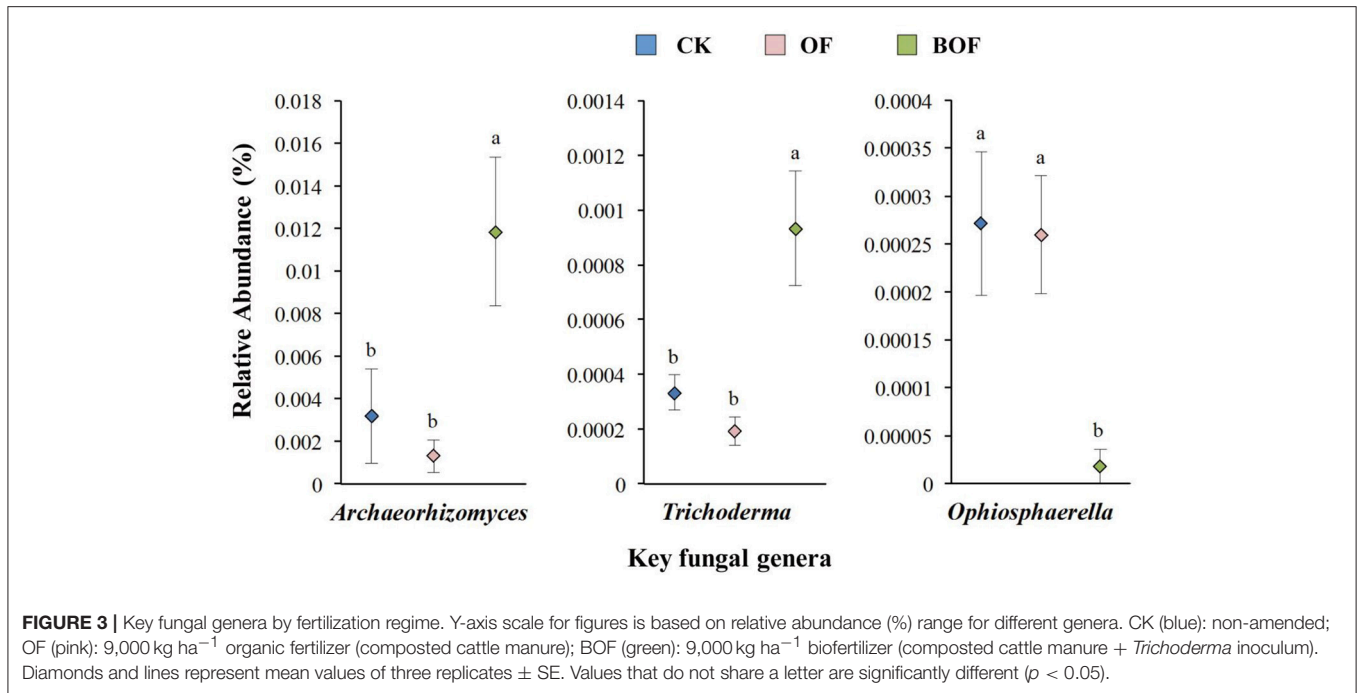 CK OF BOF
Relative Abundance (%)
0.018
0.016
0.014
0.012
0.01
0.008
0.006
0.004
0.002
0
b
b
a
Archaeorhizomyces
0.0014
0.0012
0.001
0.0008
0.0006
0.0004
0.0002
0
b
b
a
Trichoderma
0.0004
0.00035
0.0003
0.00025
0.0002
0.00015
0.0001
0.00005
0
a
a
b
Ophiosphaerella
Key fungal genera
FIGURE 3 | Key fungal genera by fertilization regime. Y-axis scale for figures is based on relative abundance (%) range for different genera. CK (blue): non-amended;
OF (pink): 9,000 kg ha⁻¹ organic fertilizer (composted cattle manure); BOF (green): 9,000 kg ha⁻¹ biofertilizer (composted cattle manure + Trichoderma inoculum).
Diamonds and lines represent mean values of three replicates ± SE. Values that do not share a letter are significantly different (p < 0.05).